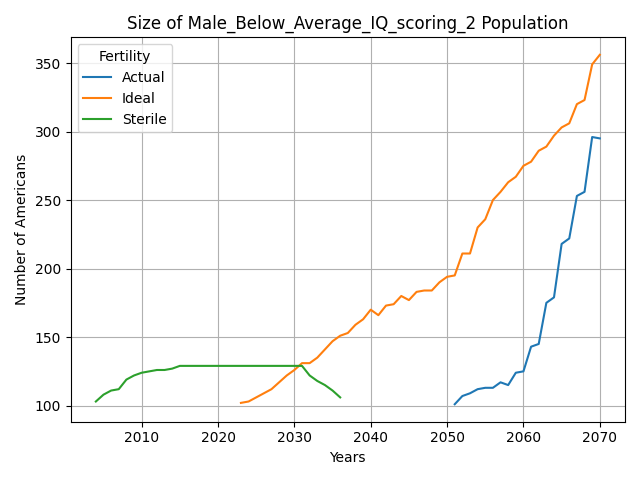 Size of Male_Below_Average_IQ_scoring_2 Population
Fertility
Actual
Ideal
Sterile
Number of Americans
350
300
250
200
150
100
2010 2020 2030 2040 2050 2060 2070
Years